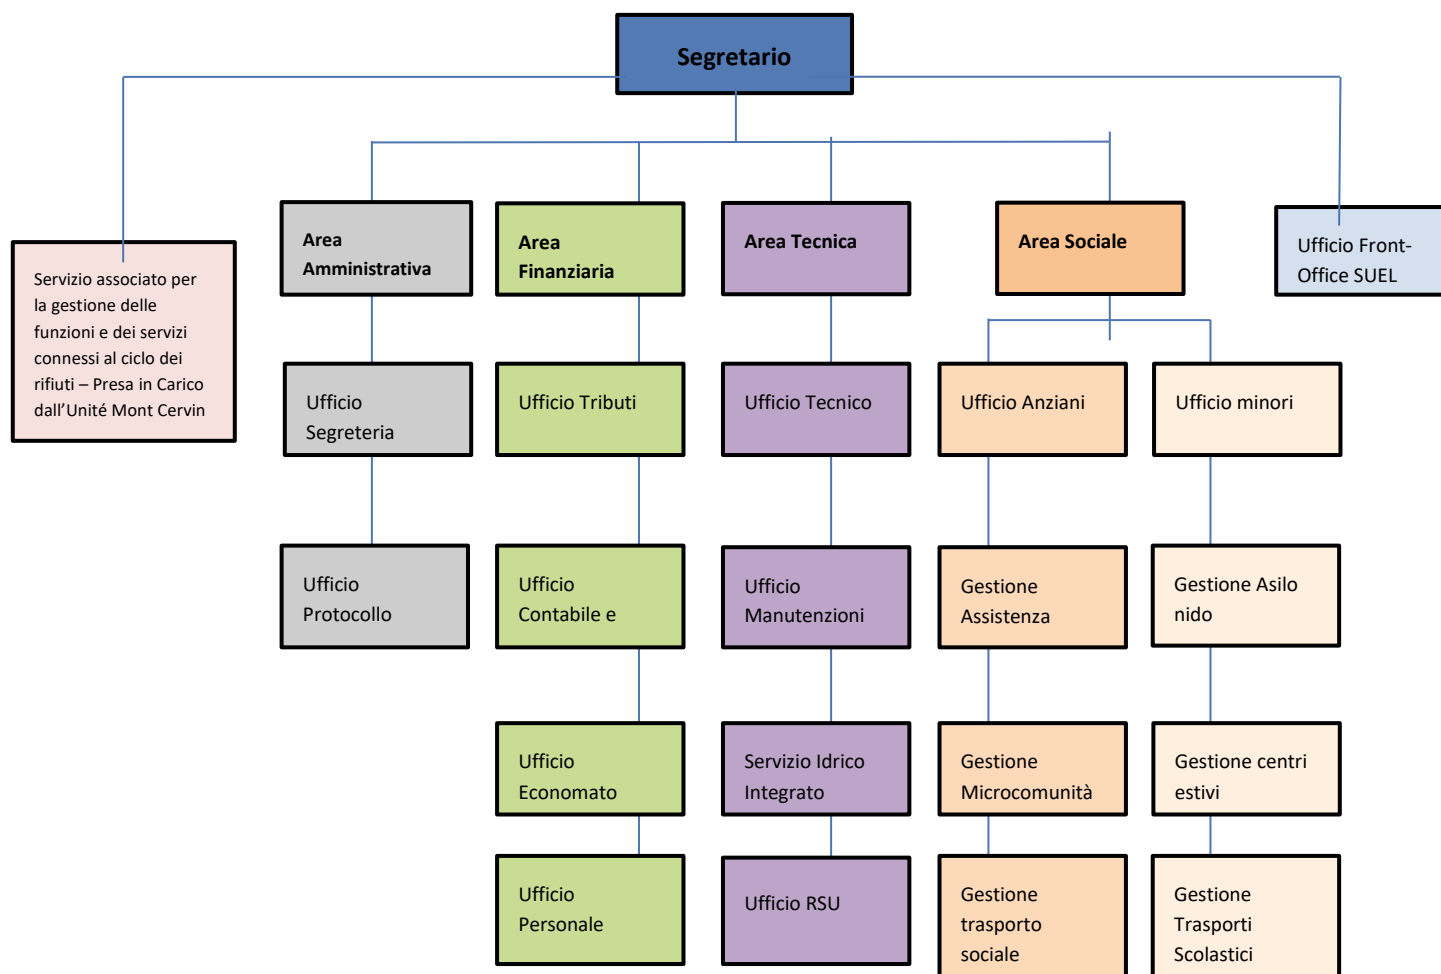 Segretario
Servizio associato per
la gestione delle
funzioni e dei servizi
connessi al ciclo dei
rifiuti – Presa in Carico
dall’Unité Mont Cervin
Area
Amministrativa
Area
Finanziaria
Area Tecnica
Area Sociale
Ufficio Front-
Office SUEL
Ufficio
Segreteria
Ufficio Tributi
Ufficio Tecnico
Ufficio Anziani
Ufficio minori
Ufficio
Protocollo
Ufficio
Contabile e
Ufficio
Manutenzioni
Gestione
Assistenza
Gestione Asilo
nido
Ufficio
Economato
Servizio Idrico
Integrato
Gestione
Microcomunità
Gestione centri
estivi
Ufficio
Personale
Ufficio RSU
Gestione
trasporto
sociale
Gestione
Trasporti
Scolastici